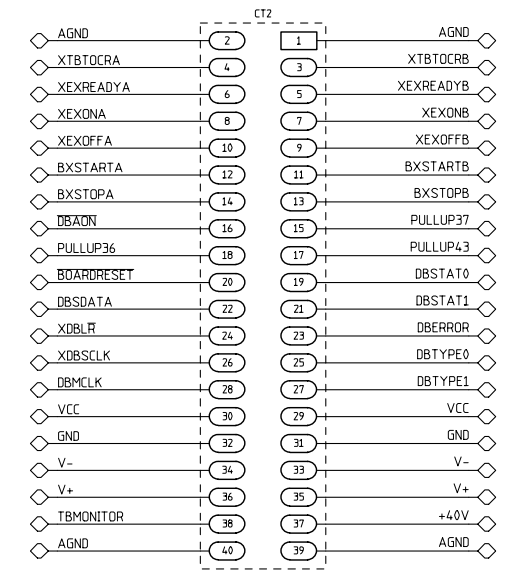 CT2
AGND 2 1 AGND
XTBTOCRA 4 3 XTBTOCRB
XEXREADYA 6 5 XEXREADYB
XEXONA 8 7 XEXONB
XEXOFFA 10 9 XEXOFFB
BXSTARTA 12 11 BXSTARTB
BXSTOPA 14 13 BXSTOPB
DBAON 16 15 PULLUP37
PULLUP36 18 17 PULLUP43
BOARDRESET 20 19 DBSTAT0
DBSDATA 22 21 DBSTAT1
XDBLR 24 23 DBERROR
XDBSCLK 26 25 DBTYPE0
DBMCLK 28 27 DBTYPE1
VCC 30 29 VCC
GND 32 31 GND
V- 34 33 V-
V+ 36 35 V+
TBMONITOR 38 37 +40V
AGND 40 39 AGND